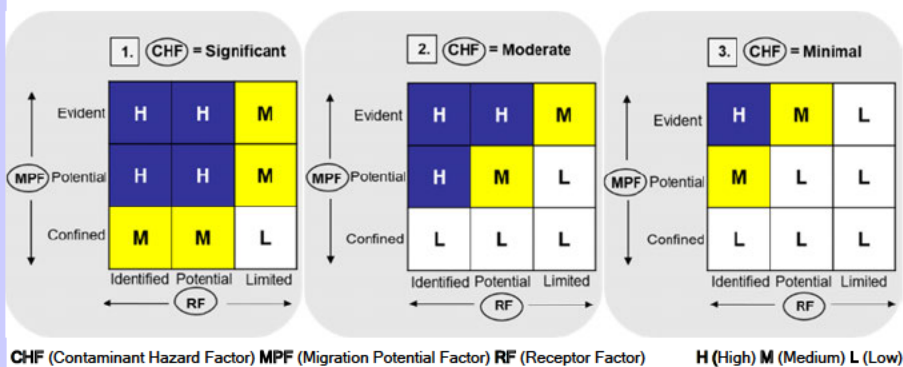 1. CHF = Significant
Evident H H M
MPF Potential H H M
Confined M M L
Identified Potential Limited
RF
2. CHF = Moderate
Evident H H M
MPF Potential H M L
Confined L L L
Identified Potential Limited
RF
3. CHF = Minimal
Evident H M L
MPF Potential M L L
Confined L L L
Identified Potential Limited
RF
CHF (Contaminant Hazard Factor) MPF (Migration Potential Factor) RF (Receptor Factor) H (High) M (Medium) L (Low)